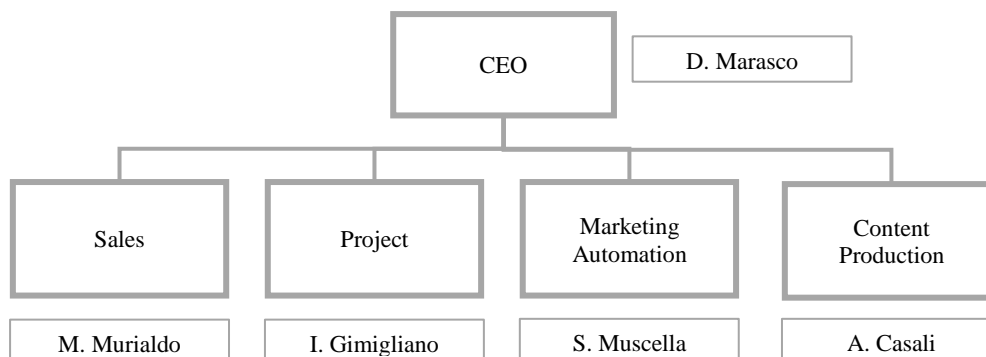 CEO
D. Marasco
Sales
Project
Marketing
Automation
Content
Production
M. Murialdo
I. Gimigliano
S. Muscella
A. Casali